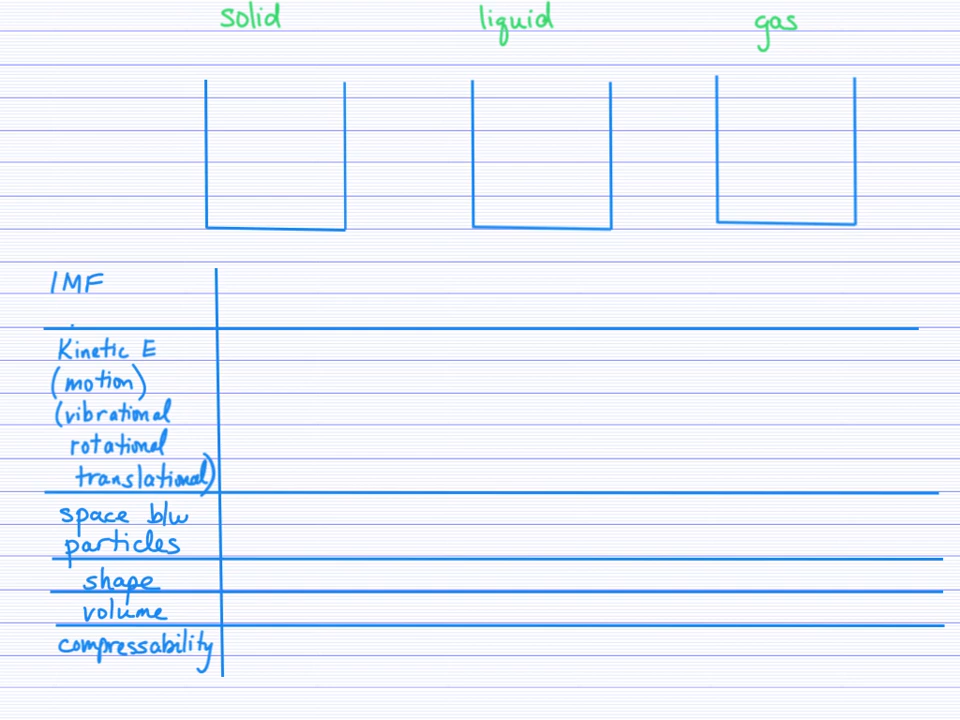 solid liquid gas
IMF
Kinetic E
(motion)
(vibrational
rotational
translational)
space b/w
particles
shape
volume
compressability